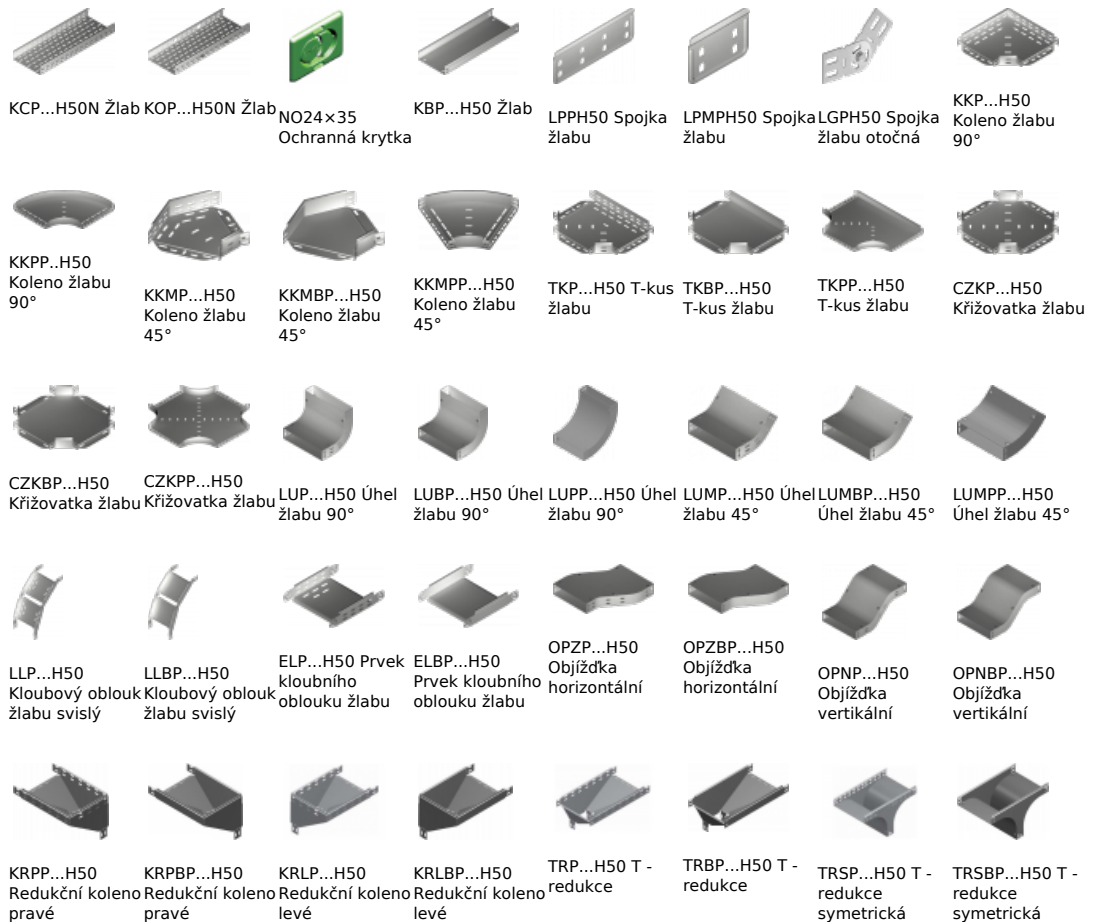 KCP...H50N Žlab
KOP...H50N Žlab
NO24×35
Ochranná krytka
KBP...H50 Žlab
LPPH50 Spojka
žlabu
LPMPH50 Spojka
žlabu
LGPH50 Spojka
žlabu otočná
KKP...H50
Koleno žlabu
90°
KKPP..H50
Koleno žlabu
90°
KKMP...H50
Koleno žlabu
45°
KKMBP...H50
Koleno žlabu
45°
KKMPP...H50
Koleno žlabu
45°
TKP...H50 T-kus
žlabu
TKBP...H50
T-kus žlabu
TKPP...H50
T-kus žlabu
CZKP...H50
Křižovatka žlabu
CZKBP...H50
Křižovatka žlabu
CZKPP...H50
Křižovatka žlabu
LUP...H50 Úhel
žlabu 90°
LUBP...H50 Úhel
žlabu 90°
LUPP...H50 Úhel
žlabu 90°
LUMP...H50 Úhel
žlabu 45°
LUMBP...H50
Úhel žlabu 45°
LUMPP...H50
Úhel žlabu 45°
LLP...H50
Kloubový oblouk
žlabu svislý
LLBP...H50
Kloubový oblouk
žlabu svislý
ELP...H50 Prvek
kloubního
oblouku žlabu
ELBP...H50
Prvek kloubního
oblouku žlabu
OPZP...H50
Objížďka
horizontální
OPZBP...H50
Objížďka
horizontální
OPNP...H50
Objížďka
vertikální
OPNBP...H50
Objížďka
vertikální
KRPP...H50
Redukční koleno
pravé
KRPBP...H50
Redukční koleno
pravé
KRLP...H50
Redukční koleno
levé
KRLBP...H50
Redukční koleno
levé
TRP...H50 T -
redukce
TRBP...H50 T -
redukce
TRSP...H50 T -
redukce
symetrická
TRSBP...H50 T -
redukce
symetrická